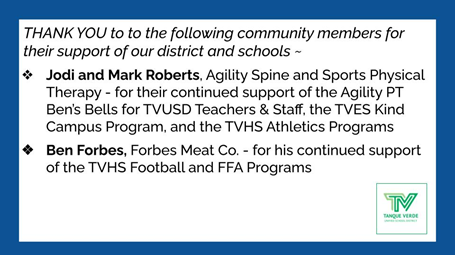 THANK YOU to to the following community members for
their support of our district and schools ~
❖ Jodi and Mark Roberts, Agility Spine and Sports Physical
Therapy - for their continued support of the Agility PT
Ben's Bells for TVUSD Teachers & Staff, the TVES Kind
Campus Program, and the TVHS Athletics Programs
❖ Ben Forbes, Forbes Meat Co. - for his continued support
of the TVHS Football and FFA Programs
TV
TANQUE VERDE